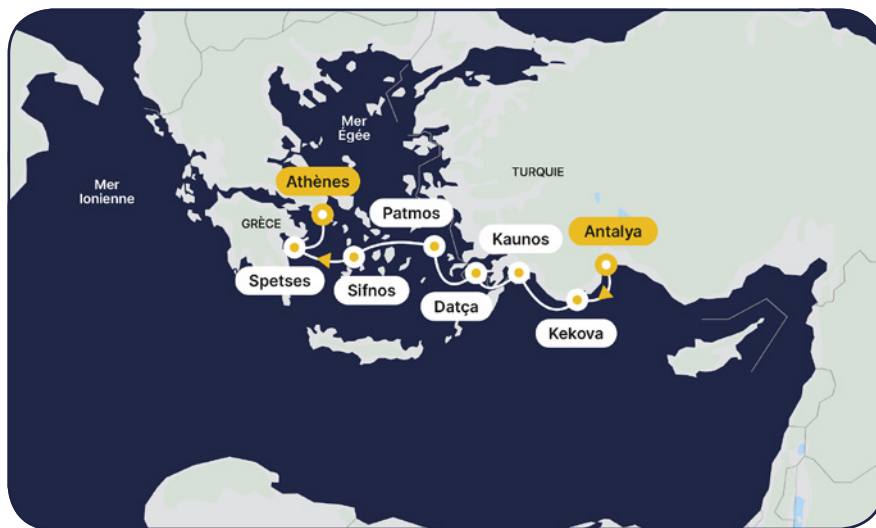 Mer
Égée
TURQUIE
Athènes
Mer
Ionienne
GRÈCE
Patmos
Antalya
Kaunos
Spetses
Sifnos
Datça
Kekova